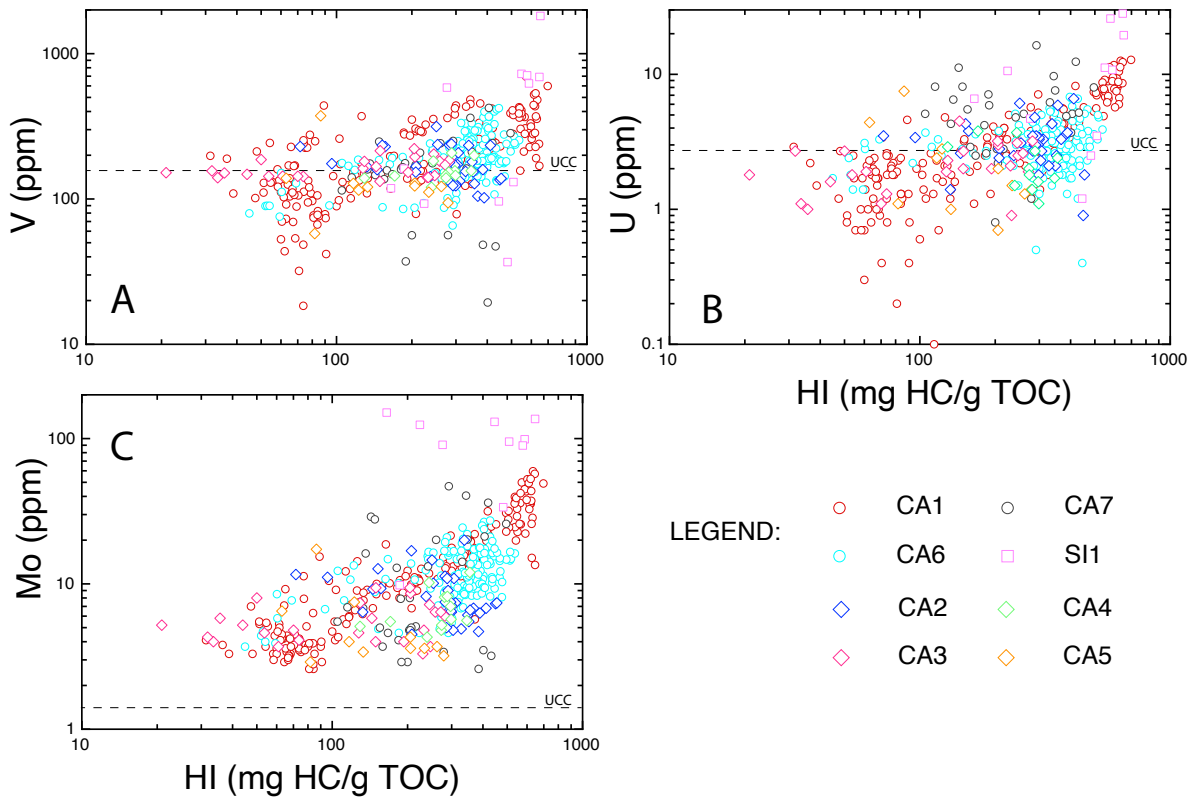 1000
100
10
V (ppm)
UCC
A
10
100
1000
10
1
0.1
U (ppm)
UCC
B
10
100
1000
HI (mg HC/g TOC)
100
10
1
Mo (ppm)
C
UCC
10
100
1000
HI (mg HC/g TOC)
LEGEND:
CA1
CA7
CA6
SI1
CA2
CA4
CA3
CA5